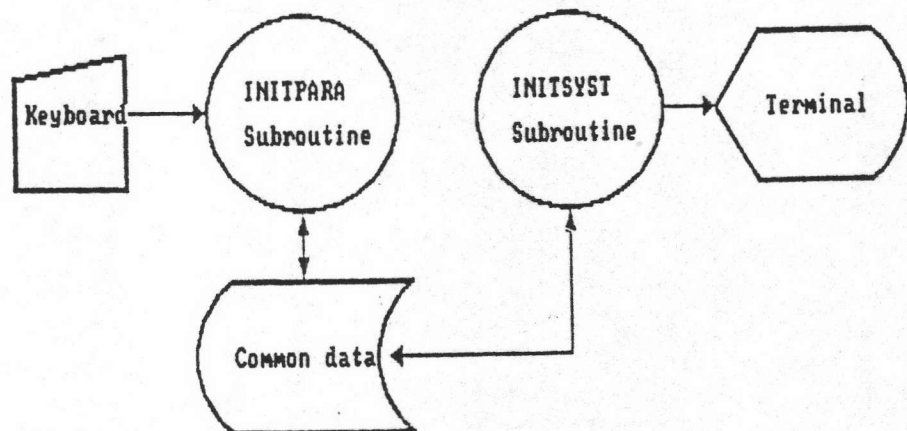 Keyboard
INITPARA
Subroutine
INITSYST
Subroutine
Terminal
Common data